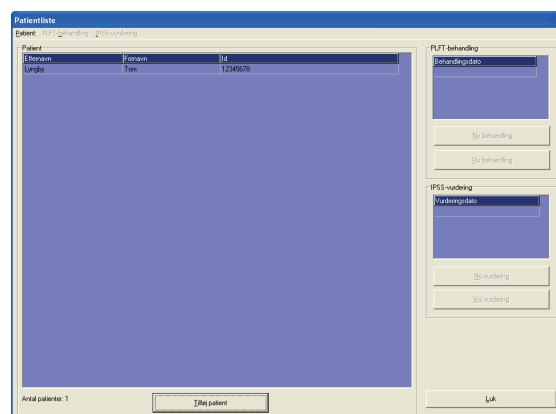 Patientliste
Patient PLFT-behandling IPSS-vurdering
Patient
Efternavn Fornavn Id
Lyngby Tom 12345678
Antal patienter: 1
Tilføj patient
PLFT-behandling
Behandlingsdato
Ny behandling
Vis behandling
IPSS-vurdering
Vurderingsdato
Ny vurdering
Vis vurdering
Luk